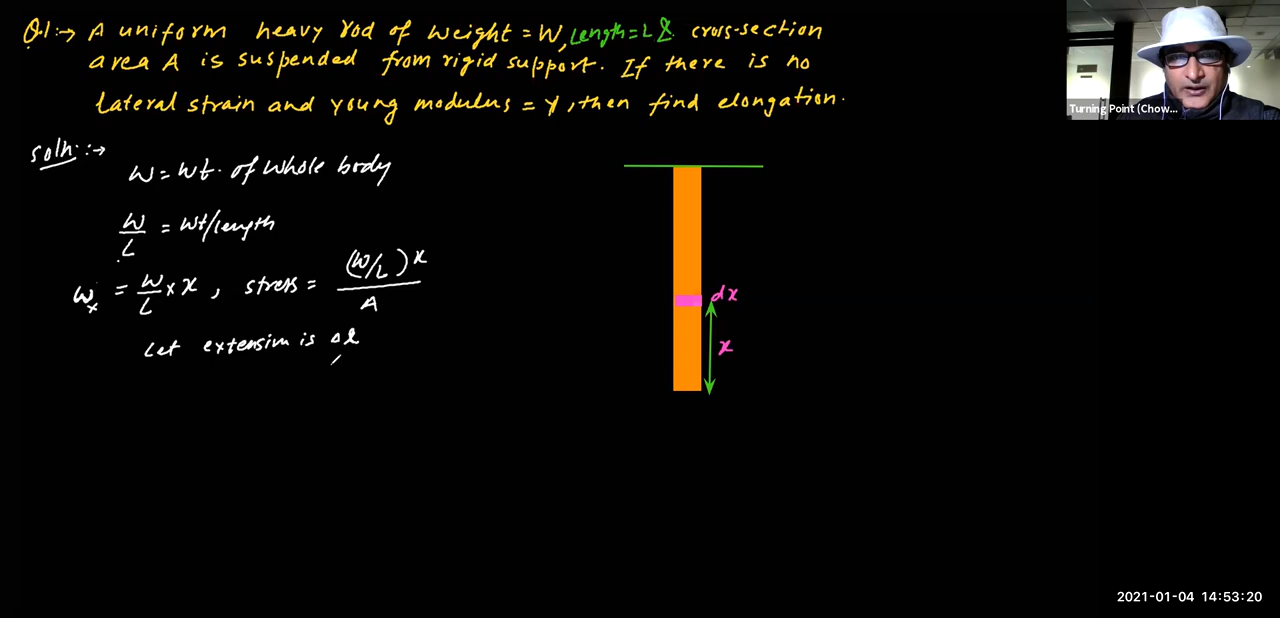 Q.1:→ A uniform heavy rod of weight = W, Length = L & cross-section
area A is suspended from rigid support. If there is no
lateral strain and young modulus = Y, then find elongation.
Soln:→
W = Wt. of Whole body
W/L = Wt/length
Wx = W/L × x, stress = (W/L)x / A
Let extension is Δl
dx
x
Turning Point (Chow...
2021-01-04 14:53:20